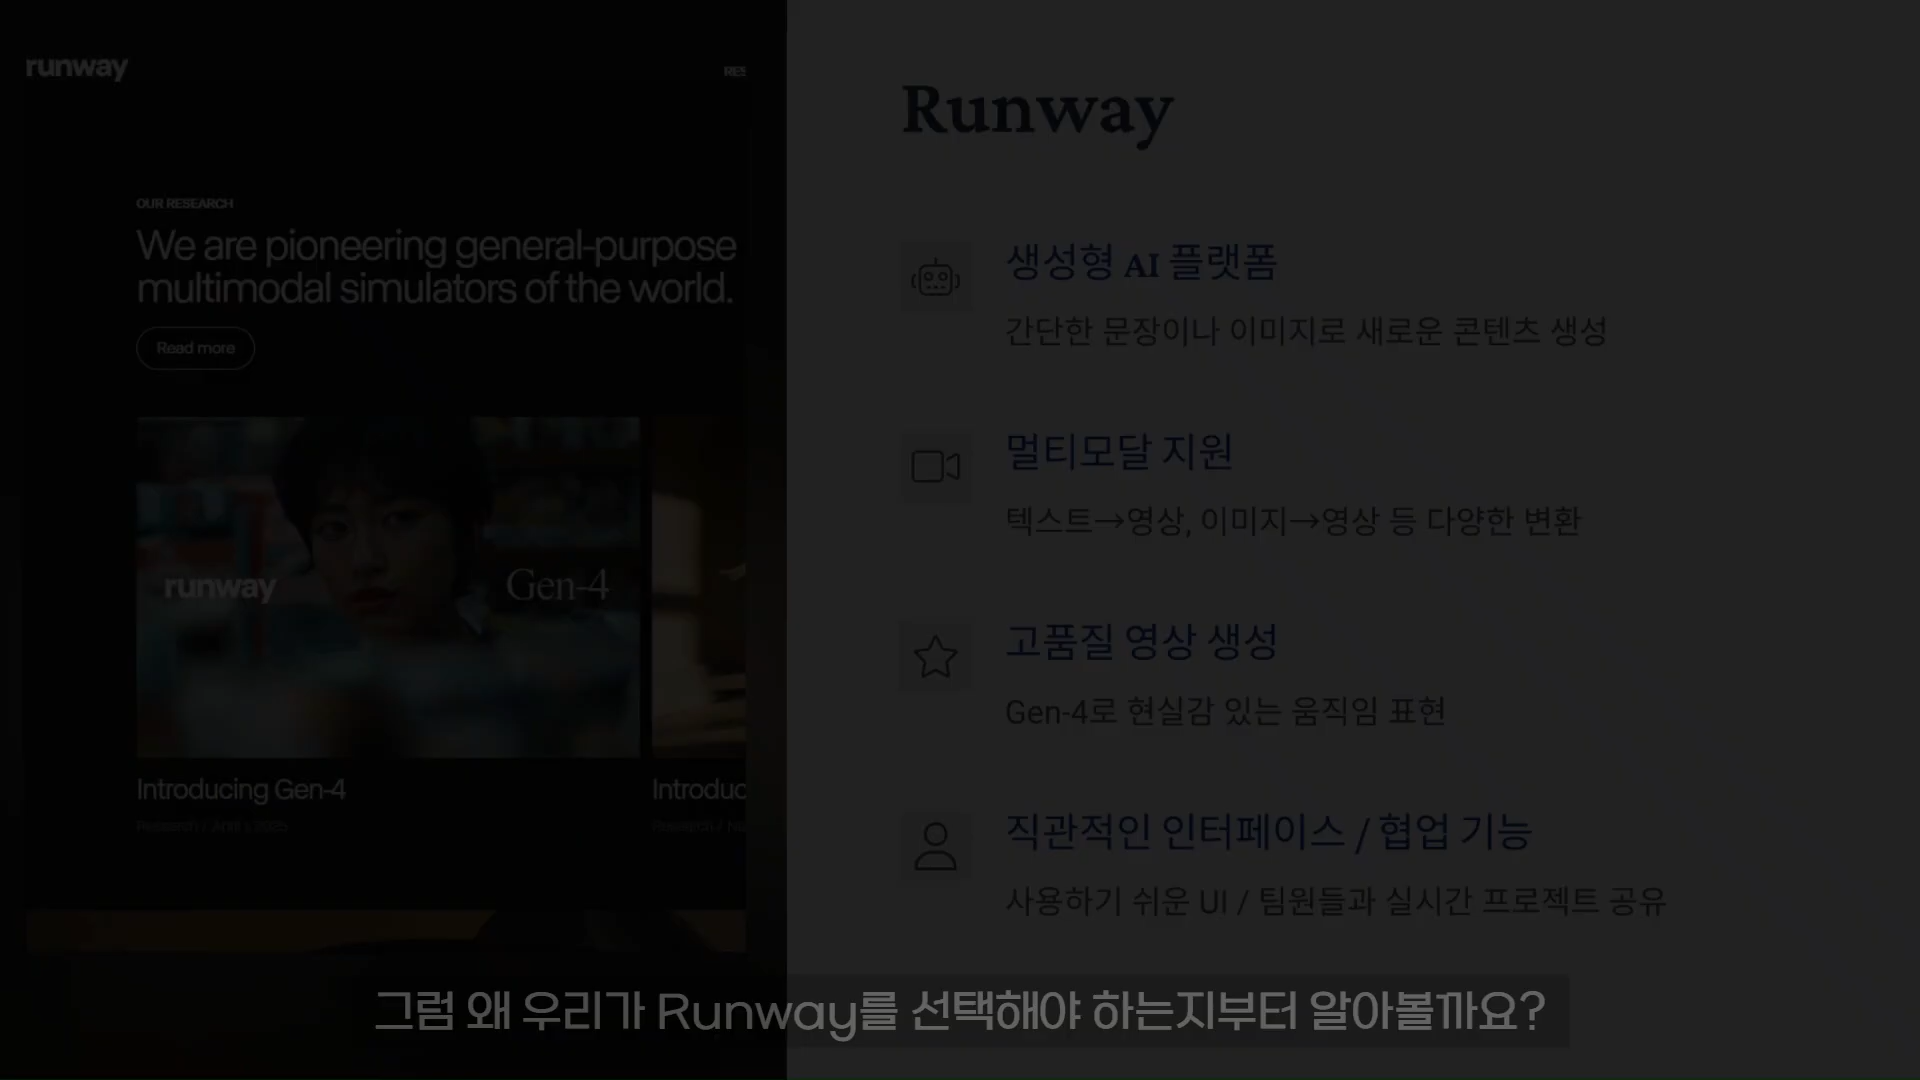 runway
RES
OUR RESEARCH
We are pioneering general-purpose
multimodal simulators of the world.
Read more
runway
Gen-4
Introducing Gen-4
Introduc
Research /
Research /
Runway
생성형 AI 플랫폼
간단한 문장이나 이미지로 새로운 콘텐츠 생성
멀티모달 지원
텍스트→영상, 이미지→영상 등 다양한 변환
고품질 영상 생성
Gen-4로 현실감 있는 움직임 표현
직관적인 인터페이스 / 협업 기능
사용하기 쉬운 UI / 팀원들과 실시간 프로젝트 공유
그럼 왜 우리가 Runway를 선택해야 하는지부터 알아볼까요?